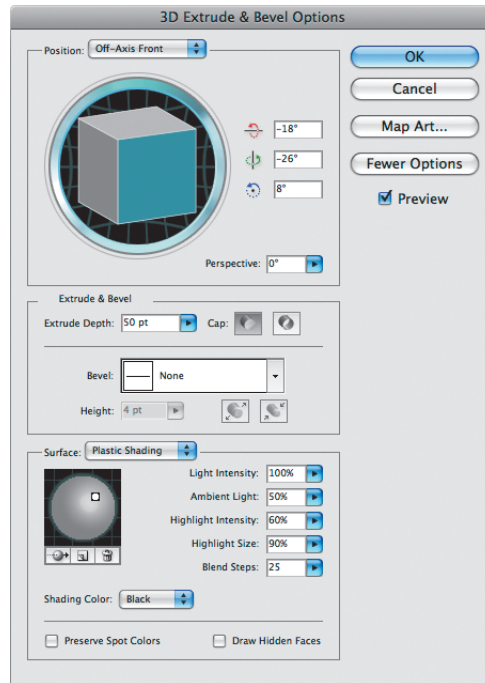 3D Extrude & Bevel Options
Position: Off-Axis Front
-18°
-26°
8°
Perspective: 0°
OK
Cancel
Map Art...
Fewer Options
Preview
Extrude & Bevel
Extrude Depth: 50 pt Cap:
Bevel: None
Height: 4 pt
Surface: Plastic Shading
Light Intensity: 100%
Ambient Light: 50%
Highlight Intensity: 60%
Highlight Size: 90%
Blend Steps: 25
Shading Color: Black
Preserve Spot Colors Draw Hidden Faces